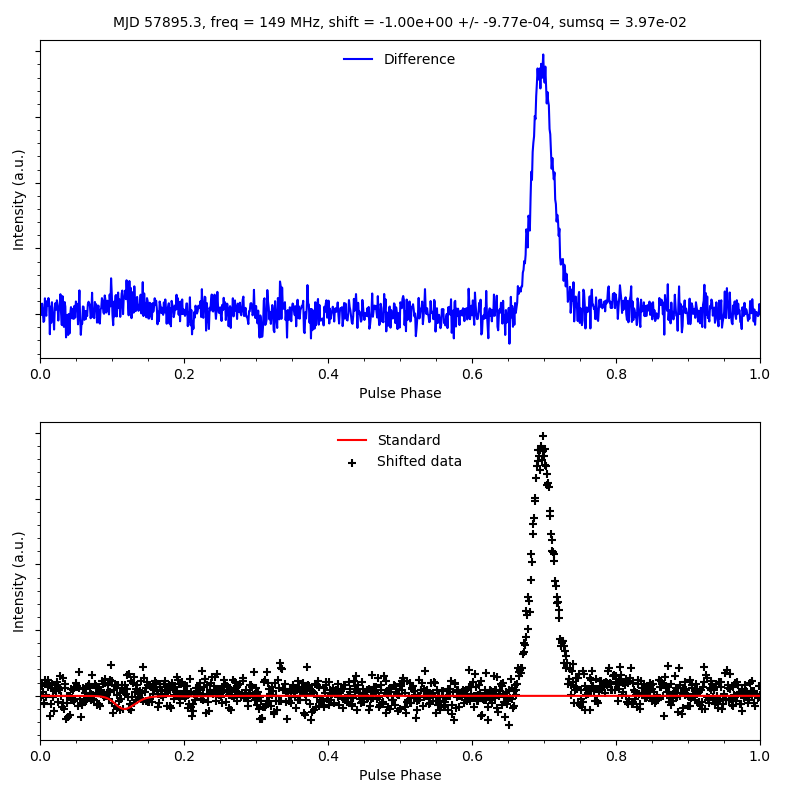 MJD 57895.3, freq = 149 MHz, shift = -1.00e+00 +/- -9.77e-04, sumsq = 3.97e-02
Difference
Intensity (a.u.)
0.0 0.2 0.4 0.6 0.8 1.0
Pulse Phase
Standard
Shifted data
Intensity (a.u.)
0.0 0.2 0.4 0.6 0.8 1.0
Pulse Phase